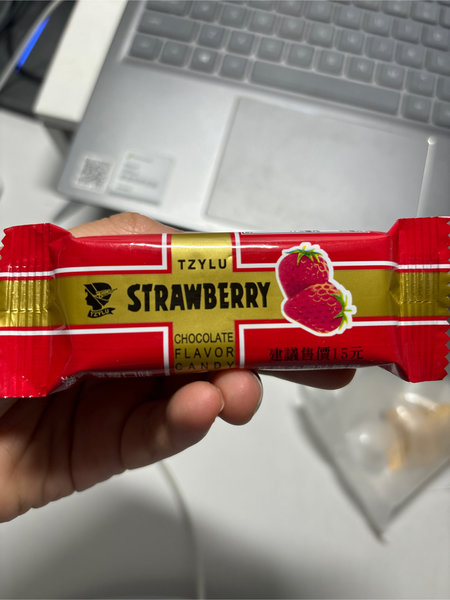 TZYLU
STRAWBERRY
TZYLU
CHOCOLATE
FLAVOR
CANDY
建議售價15元